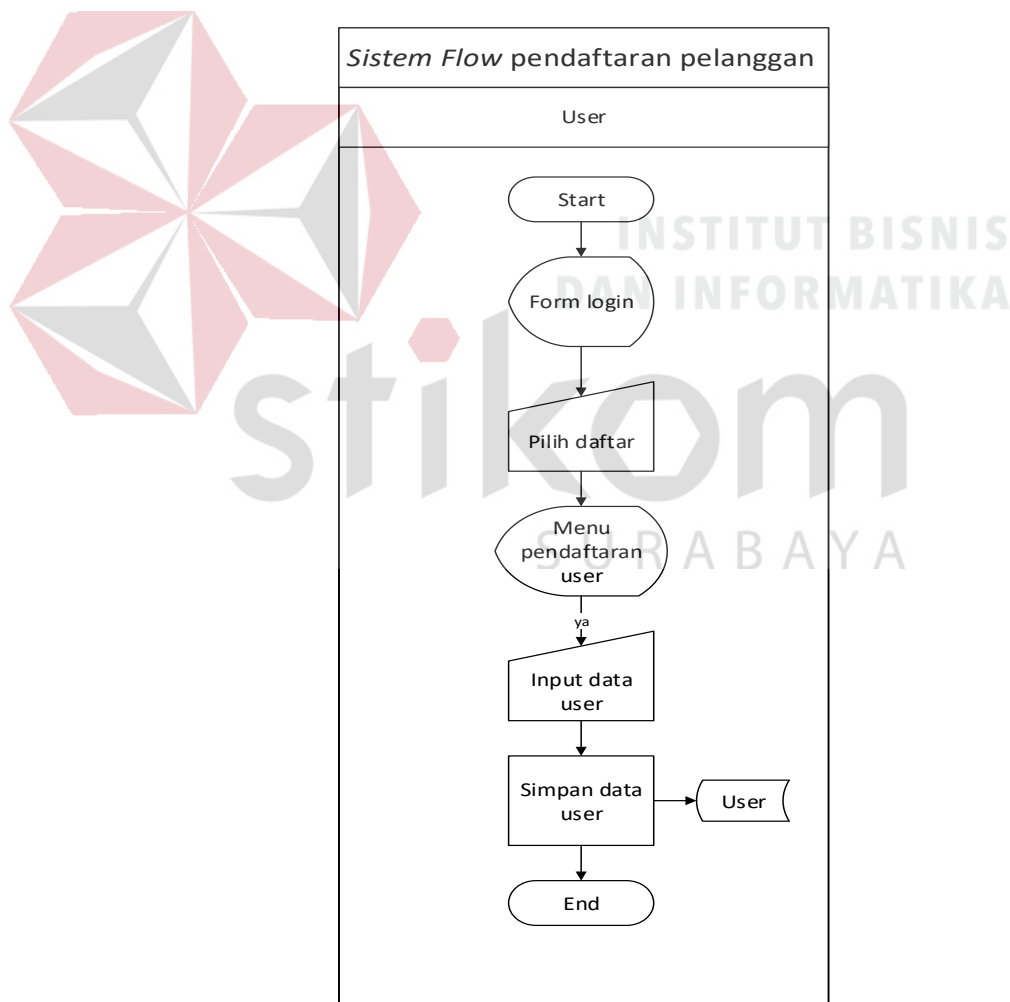 Sistem Flow pendaftaran pelanggan
User
Start
INSTITUT BISNIS
DAN INFORMATIKA
Form login
stikom
Pilih daftar
SURABAYA
Menu
pendaftaran
user
ya
Input data
user
Simpan data
user
User
End